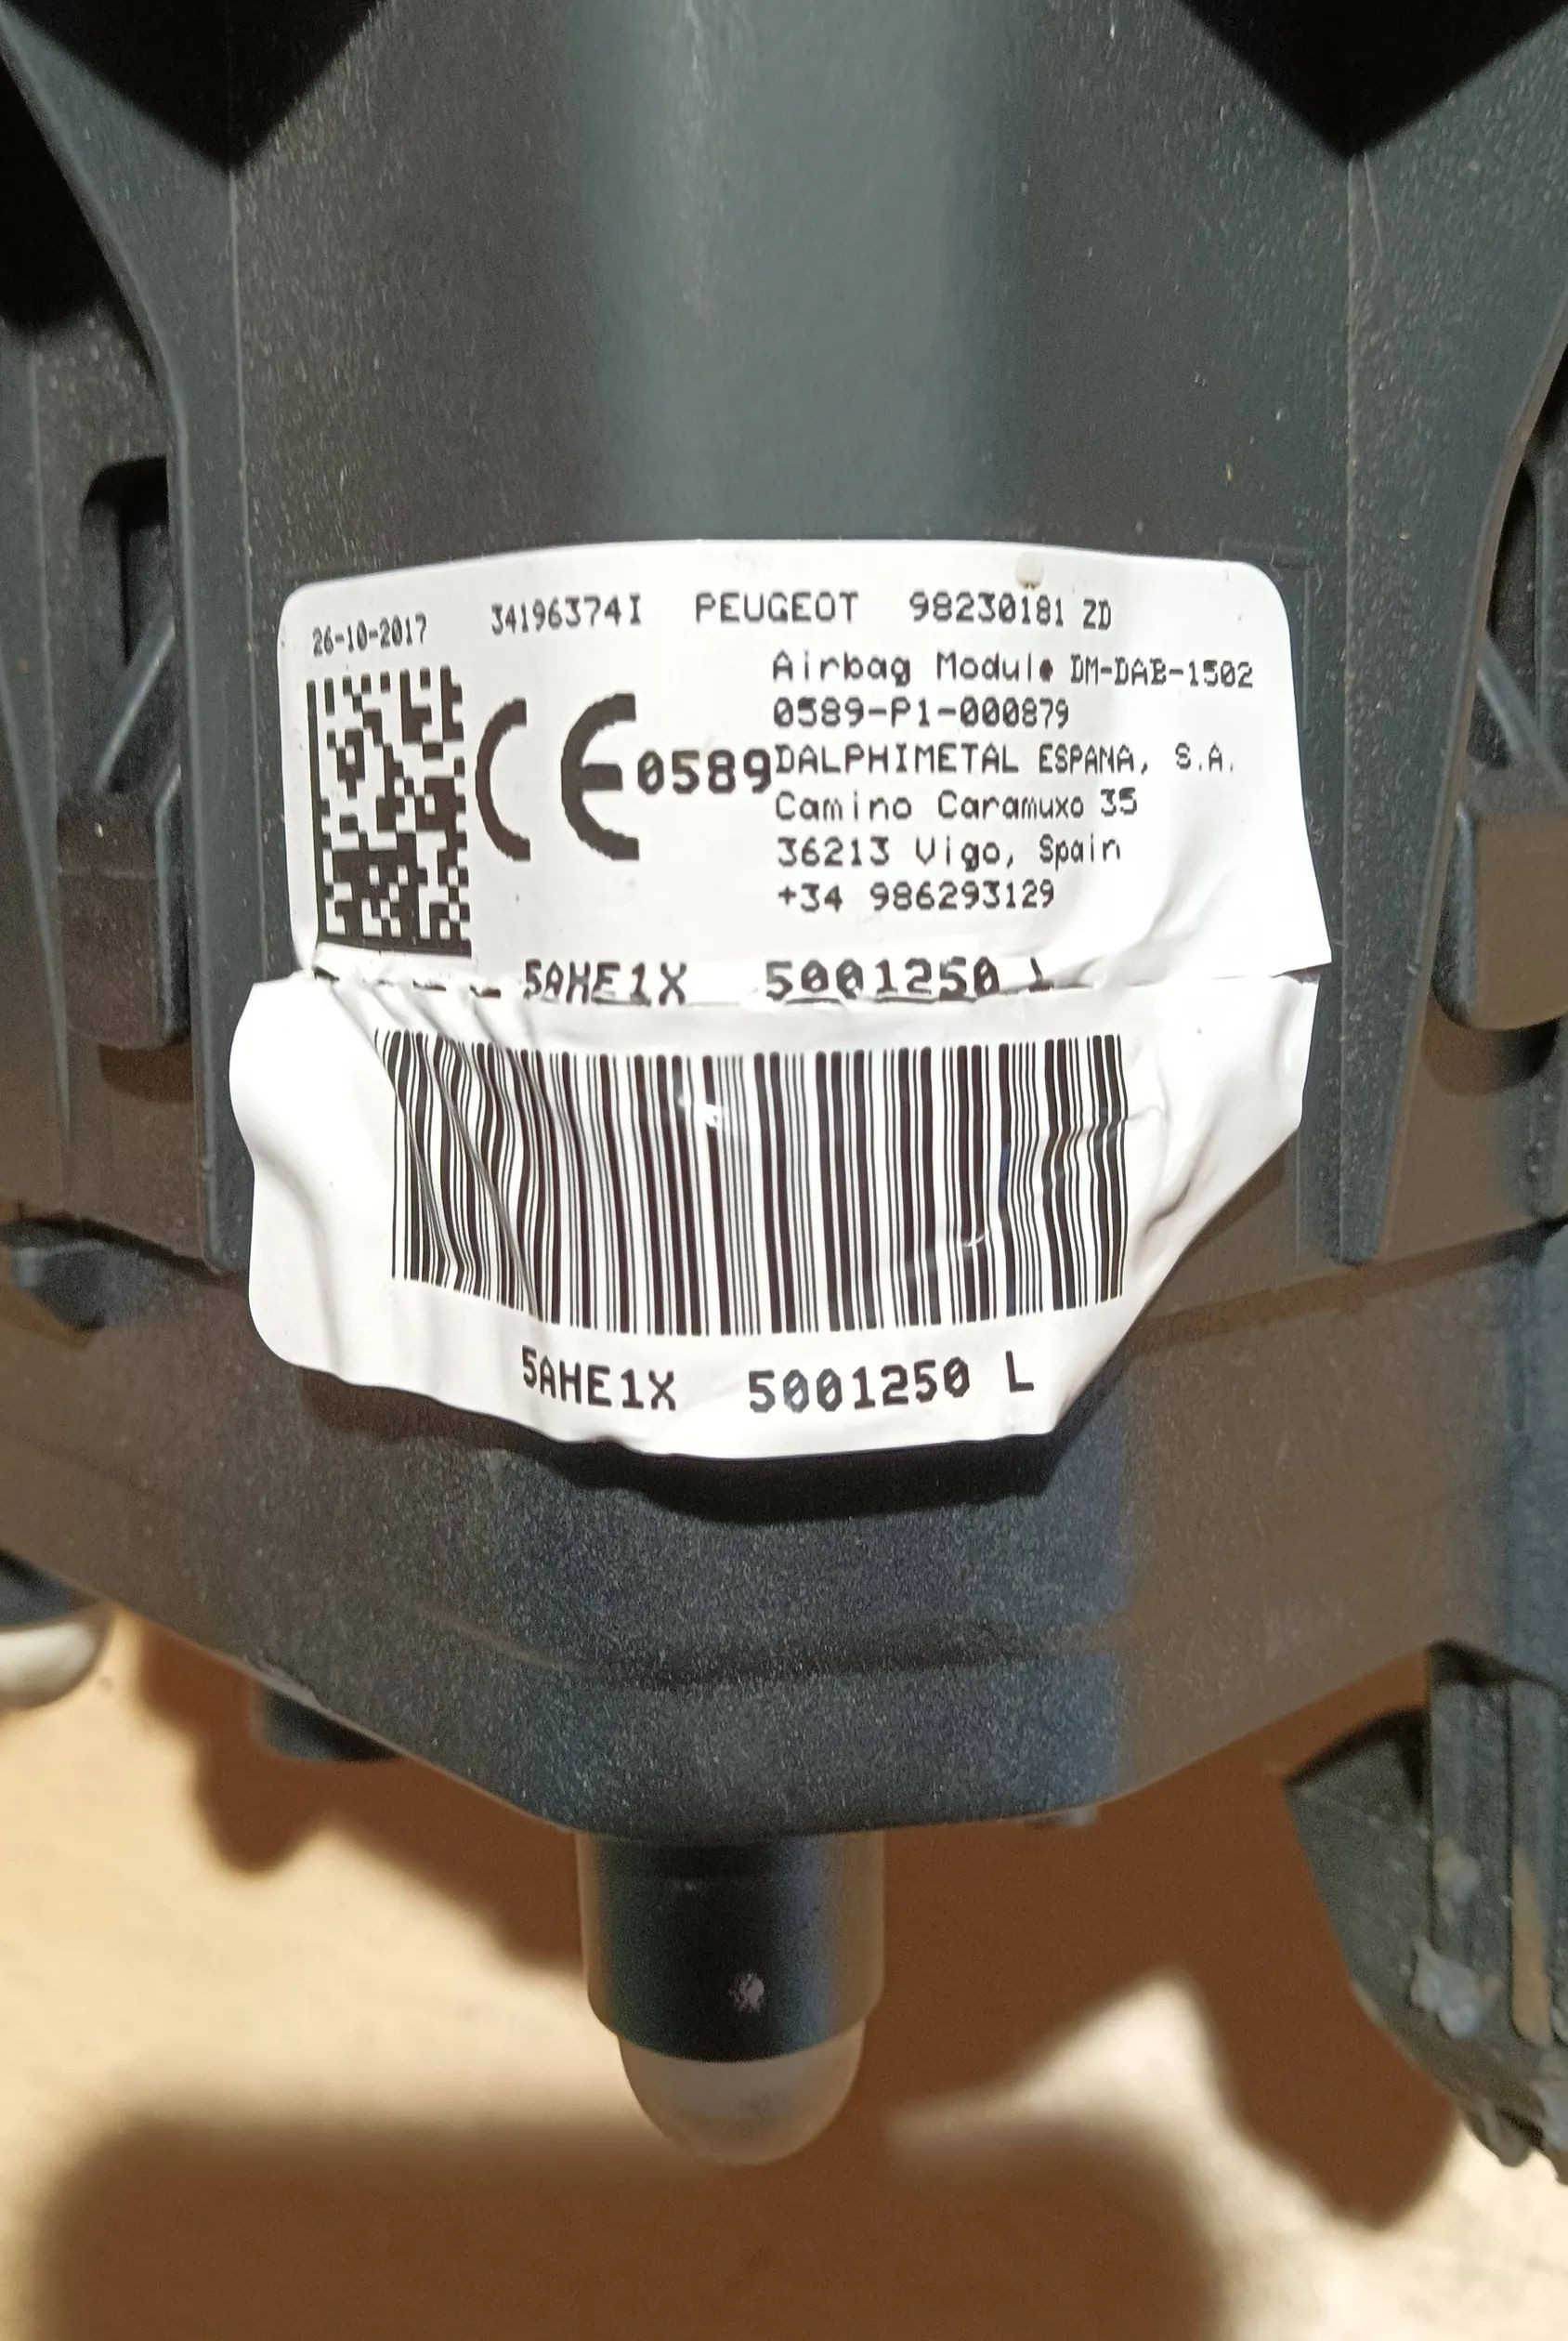 26-10-2017 34196374I PEUGEOT 98230181 ZD
Airbag Module DM-DAB-1502
0589-P1-000879
CE 0589 DALPHIMETAL ESPANA, S.A.
Camino Caramuxo 35
36213 Vigo, Spain
+34 986293129
5AHE1X 5001250 L
5AHE1X 5001250 L